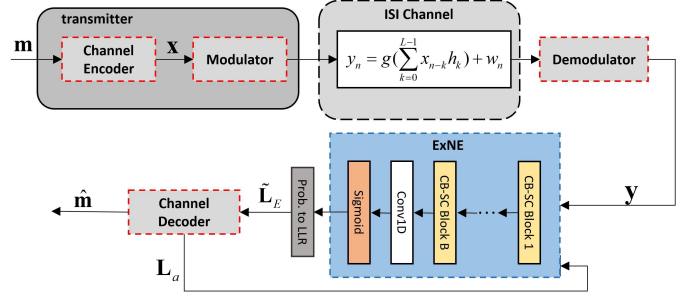 transmitter
m
Channel
Encoder
x
Modulator
ISI Channel
y_n = g(∑_{k=0}^{L-1} x_{n-k} h_k) + w_n
Demodulator
ExNE
m̂
Channel
Decoder
L̃_E
Prob. to LLR
Sigmoid
Conv1D
CB-SC Block B
...
CB-SC Block 1
y
L_a